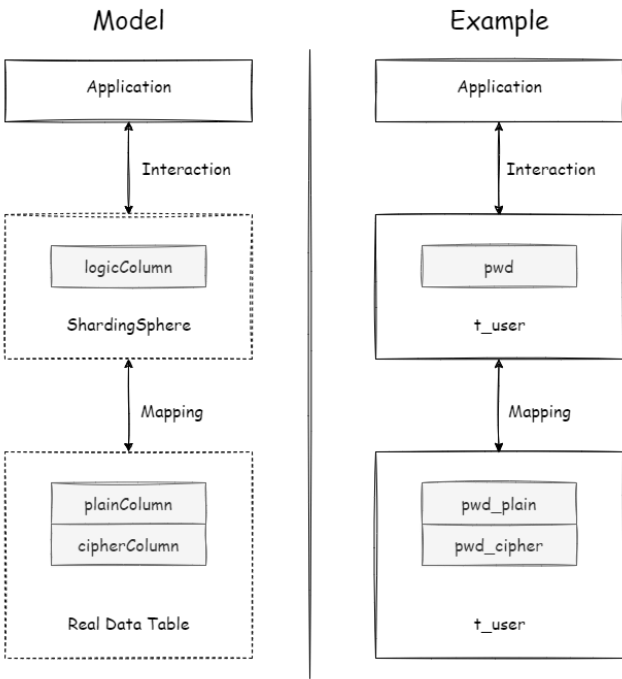 Model
Application
Interaction
logicColumn
ShardingSphere
Mapping
plainColumn
cipherColumn
Real Data Table
Example
Application
Interaction
pwd
t_user
Mapping
pwd_plain
pwd_cipher
t_user